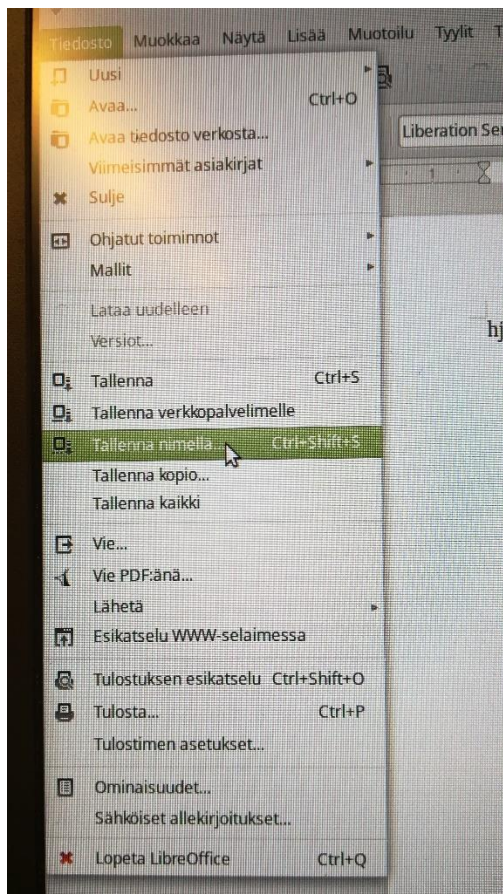 Tiedosto Muokkaa Näytä Lisää Muotoilu Tyylit
Uusi
Avaa... Ctrl+O
Avaa tiedosto verkosta...
Viimeisimmät asiakirjat
Sulje
Liberation
1
Ohjatut toiminnot
Mallit
Lataa uudelleen
Versiot...
hj
Tallenna Ctrl+S
Tallenna verkkopalvelimelle
Tallenna nimellä... Ctrl+Shift+S
Tallenna kopio...
Tallenna kaikki
Vie...
Vie PDF:änä...
Lähetä
Esikatselu WWW-selaimessa
Tulostuksen esikatselu Ctrl+Shift+O
Tulosta... Ctrl+P
Tulostimen asetukset...
Ominaisuudet...
Sähköiset allekirjoitukset...
Lopeta LibreOffice Ctrl+Q